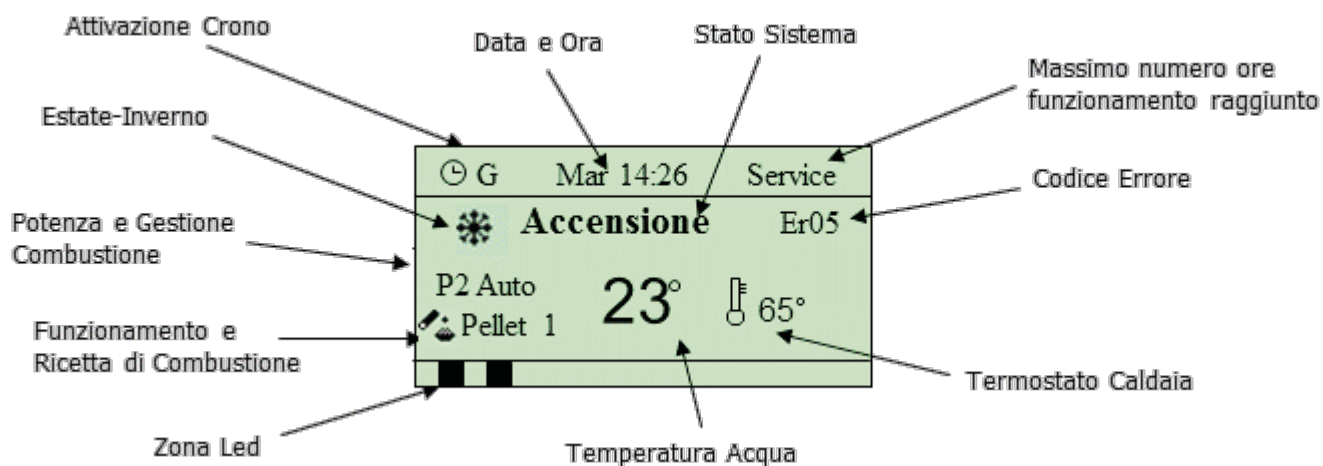 Attivazione Crono
Data e Ora
Stato Sistema
Massimo numero ore
funzionamento raggiunto
Estate-Inverno
Codice Errore
Potenza e Gestione
Combustione
Funzionamento e
Ricetta di Combustione
G Mar 14:26 Service
Accensione Er05
P2 Auto 23° 65°
Pellet 1
Termostato Caldaia
Zona Led
Temperatura Acqua